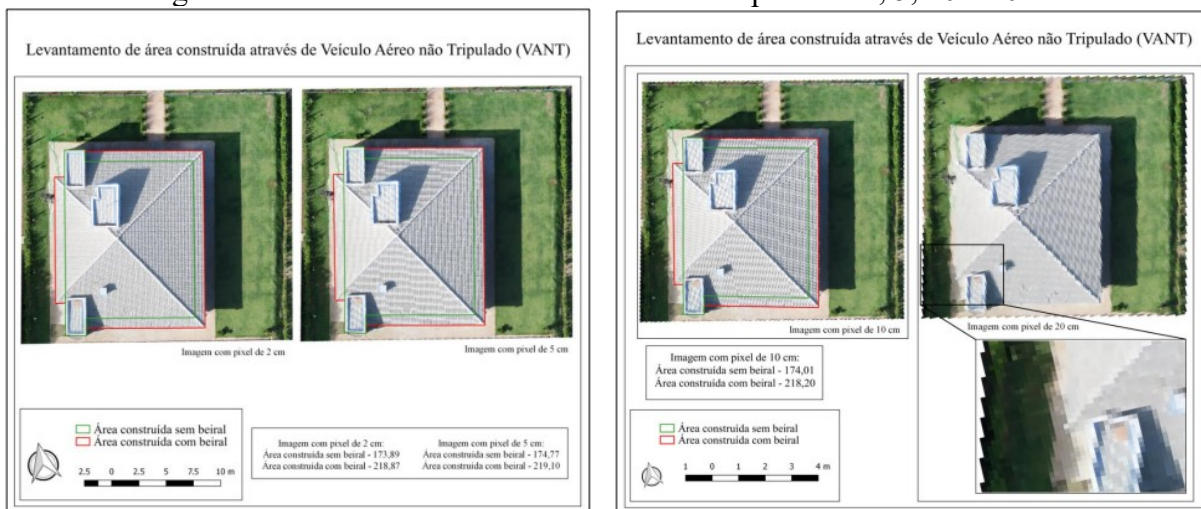 Levantamento de área construída através de Veículo Aéreo não Tripulado (VANT)
Imagem com pixel de 2 cm
Imagem com pixel de 5 cm
Área construída sem beiral
Área construída com beiral
2.5 0 2.5 5 7.5 10 m
Imagem com pixel de 2 cm:
Área construída sem beiral - 173,89
Área construída com beiral - 218,87
Imagem com pixel de 5 cm:
Área construída sem beiral - 174,77
Área construída com beiral - 219,10
Levantamento de área construída através de Veículo Aéreo não Tripulado (VANT)
Imagem com pixel de 10 cm
Imagem com pixel de 20 cm
Imagem com pixel de 10 cm:
Área construída sem beiral - 174,01
Área construída com beiral - 218,20
Área construída sem beiral
Área construída com beiral
1 0 1 2 3 4 m